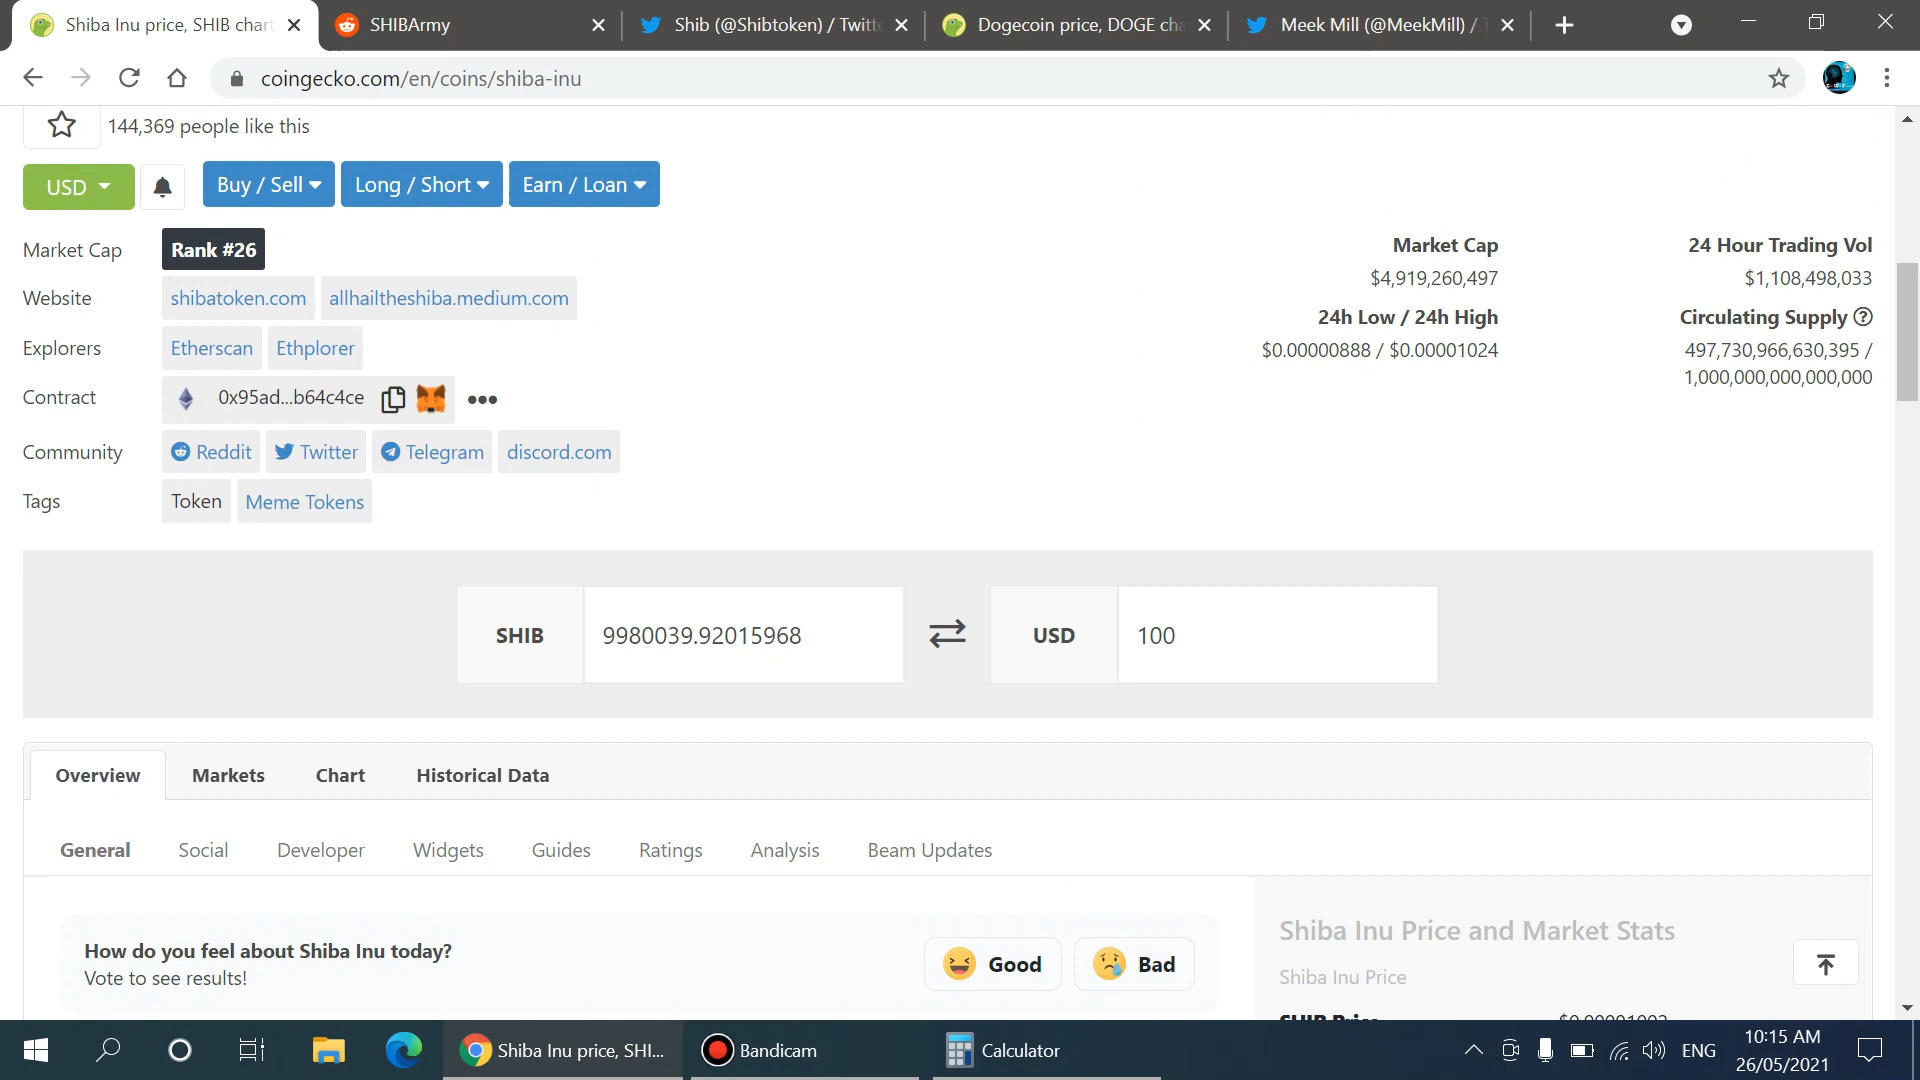 Shiba Inu price, SHIB chart
SHIBArmy
Shib (@Shibtoken) / Twitte
Dogecoin price, DOGE cha
Meek Mill (@MeekMill) / T
coingecko.com/en/coins/shiba-inu
144,369 people like this
USD
Buy / Sell
Long / Short
Earn / Loan
Market Cap
Rank #26
Website
shibatoken.com
allhailtheshiba.medium.com
Explorers
Etherscan
Ethplorer
Contract
0x95ad...b64c4ce
Community
Reddit
Twitter
Telegram
discord.com
Tags
Token
Meme Tokens
Market Cap
$4,919,260,497
24h Low / 24h High
$0.00000888 / $0.00001024
24 Hour Trading Vol
$1,108,498,033
Circulating Supply
497,730,966,630,395 /
1,000,000,000,000,000
SHIB
9980039.92015968
USD
100
Overview
Markets
Chart
Historical Data
General
Social
Developer
Widgets
Guides
Ratings
Analysis
Beam Updates
How do you feel about Shiba Inu today?
Vote to see results!
Good
Bad
Shiba Inu Price and Market Stats
Shiba Inu Price
SHIB Price
$0.00001002
Shiba Inu price, SHI...
Bandicam
Calculator
ENG
10:15 AM
26/05/2021